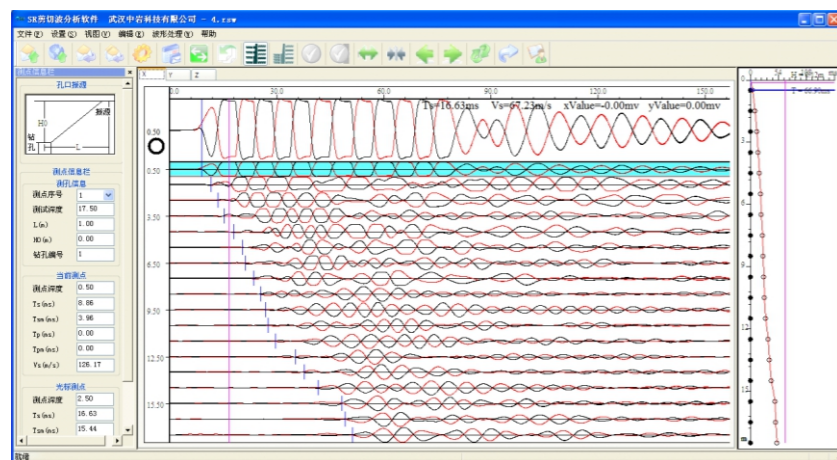 SR剪切波分析软件 武汉中岩科技有限公司 - 4.rsw
文件(F) 设置(S) 视图(V) 编辑(E) 波形处理(W) 帮助
测点信息栏
孔口振源
振源
H0
钻
孔
L
测点信息栏
测孔信息
测点序号 1
测试深度 17.50
L(m) 1.00
H0(m) 0.00
钻孔编号 1
当前测点
测点深度 0.50
Ts(ms) 8.86
Tsm(ms) 3.96
Tp(ms) 0.00
Tpm(ms) 0.00
Vs(m/s) 126.17
光标测点
测点深度 2.50
Ts(ms) 16.63
Tsm(ms) 15.44
就绪
X Y Z
0.0 30.0 60.0 90.0 120.0 150.0
Ts=16.63ms Vs=67.23m/s xValue=-0.00mv yValue=0.00mv
0.50
0.50
3.50
6.50
9.50
12.50
15.50
0 50
3
6
9
12
15
m